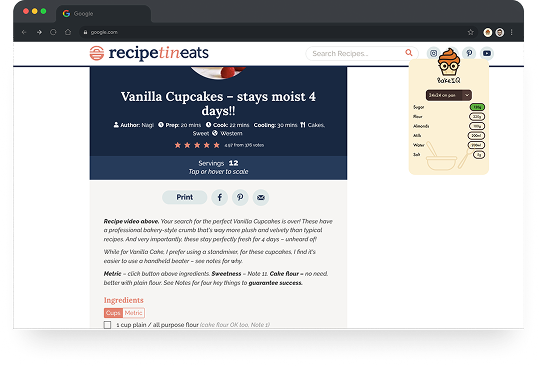 Google
google.com
recipetineats
Search Recipes...
BakeIQ
24x24 cm pan
Sugar
Flour 220g
Almonds 100g
Milk
Water
Salt
Vanilla Cupcakes – stays moist 4
days!!
Author: Nagi Prep: 20 mins Cook: 22 mins Cooling: 30 mins Cakes,
Sweet Western
4.97 from 376 votes
Servings 12
Tap or hover to scale
Print
Recipe video above. Your search for the perfect Vanilla Cupcakes is over! These have
a professional bakery-style crumb that's way more plush and velvety than typical
recipes. And very importantly, these stay perfectly fresh for 4 days – unheard of!
While for Vanilla Cake, I prefer using a standmixer, for these cupcakes, I find it's
easier to use a handheld beater – see notes for why.
Metric – click button above ingredients. Sweetness – Note 11. Cake flour = no need,
better with plain flour. See Notes for four key things to guarantee success.
Ingredients
Cups Metric
1 cup plain / all purpose flour (cake flour OK too, Note 1)